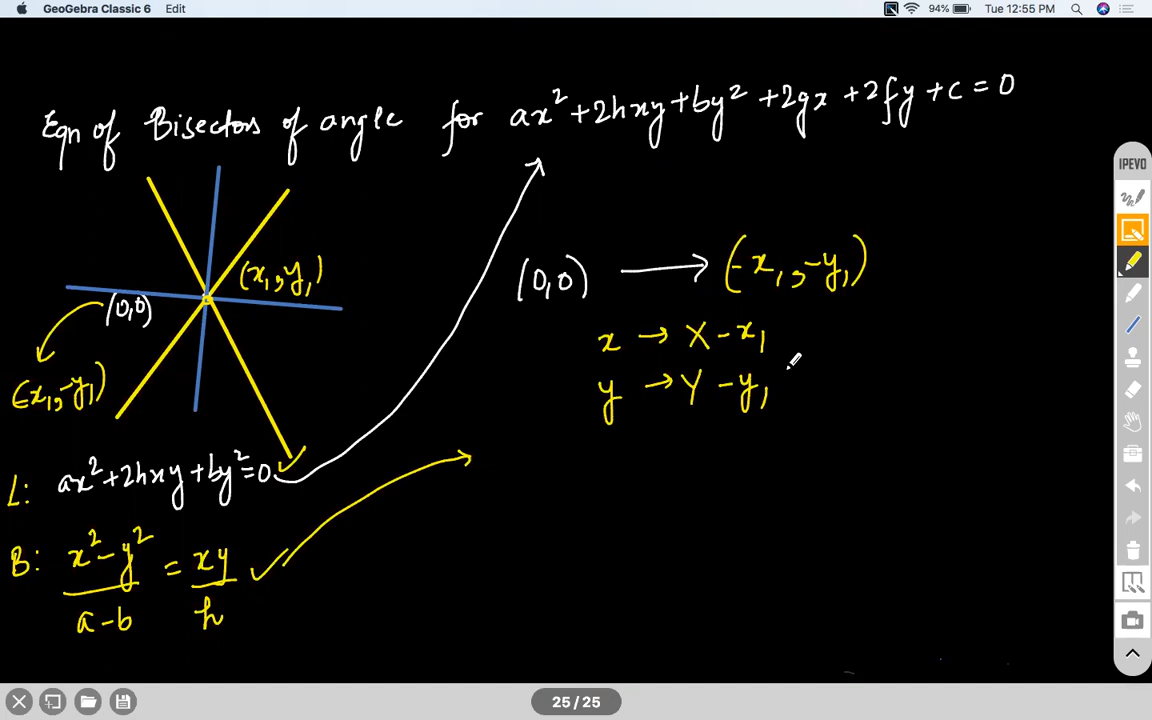 GeoGebra Classic 6 Edit 94% Tue 12:55 PM
Eqn of Bisectors of angle for ax² + 2hxy + by² + 2gx + 2fy + c = 0
IPEVO
(x₁, y₁)
(0,0) → (-x₁, -y₁)
(0,0)
x → X - x₁
(-x₁, -y₁)
y → Y - y₁
L: ax² + 2hxy + by² = 0
B: x² - y² / a - b = xy / h
25 / 25